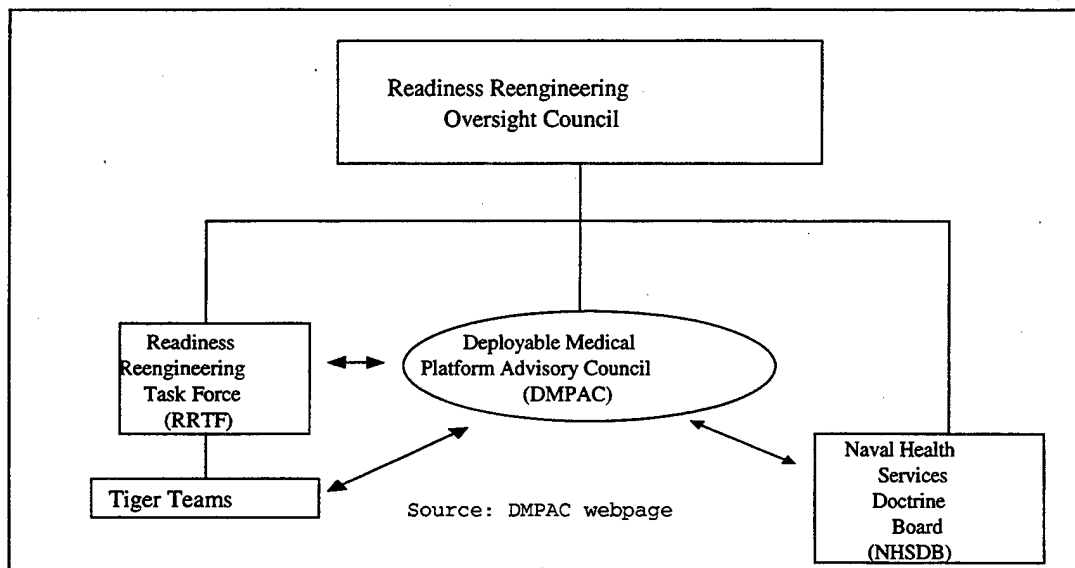 Readiness Reengineering
Oversight Council
Readiness
Reengineering
Task Force
(RRTF)
Deployable Medical
Platform Advisory Council
(DMPAC)
Tiger Teams
Naval Health
Services
Doctrine
Board
(NHSDB)
Source: DMPAC webpage